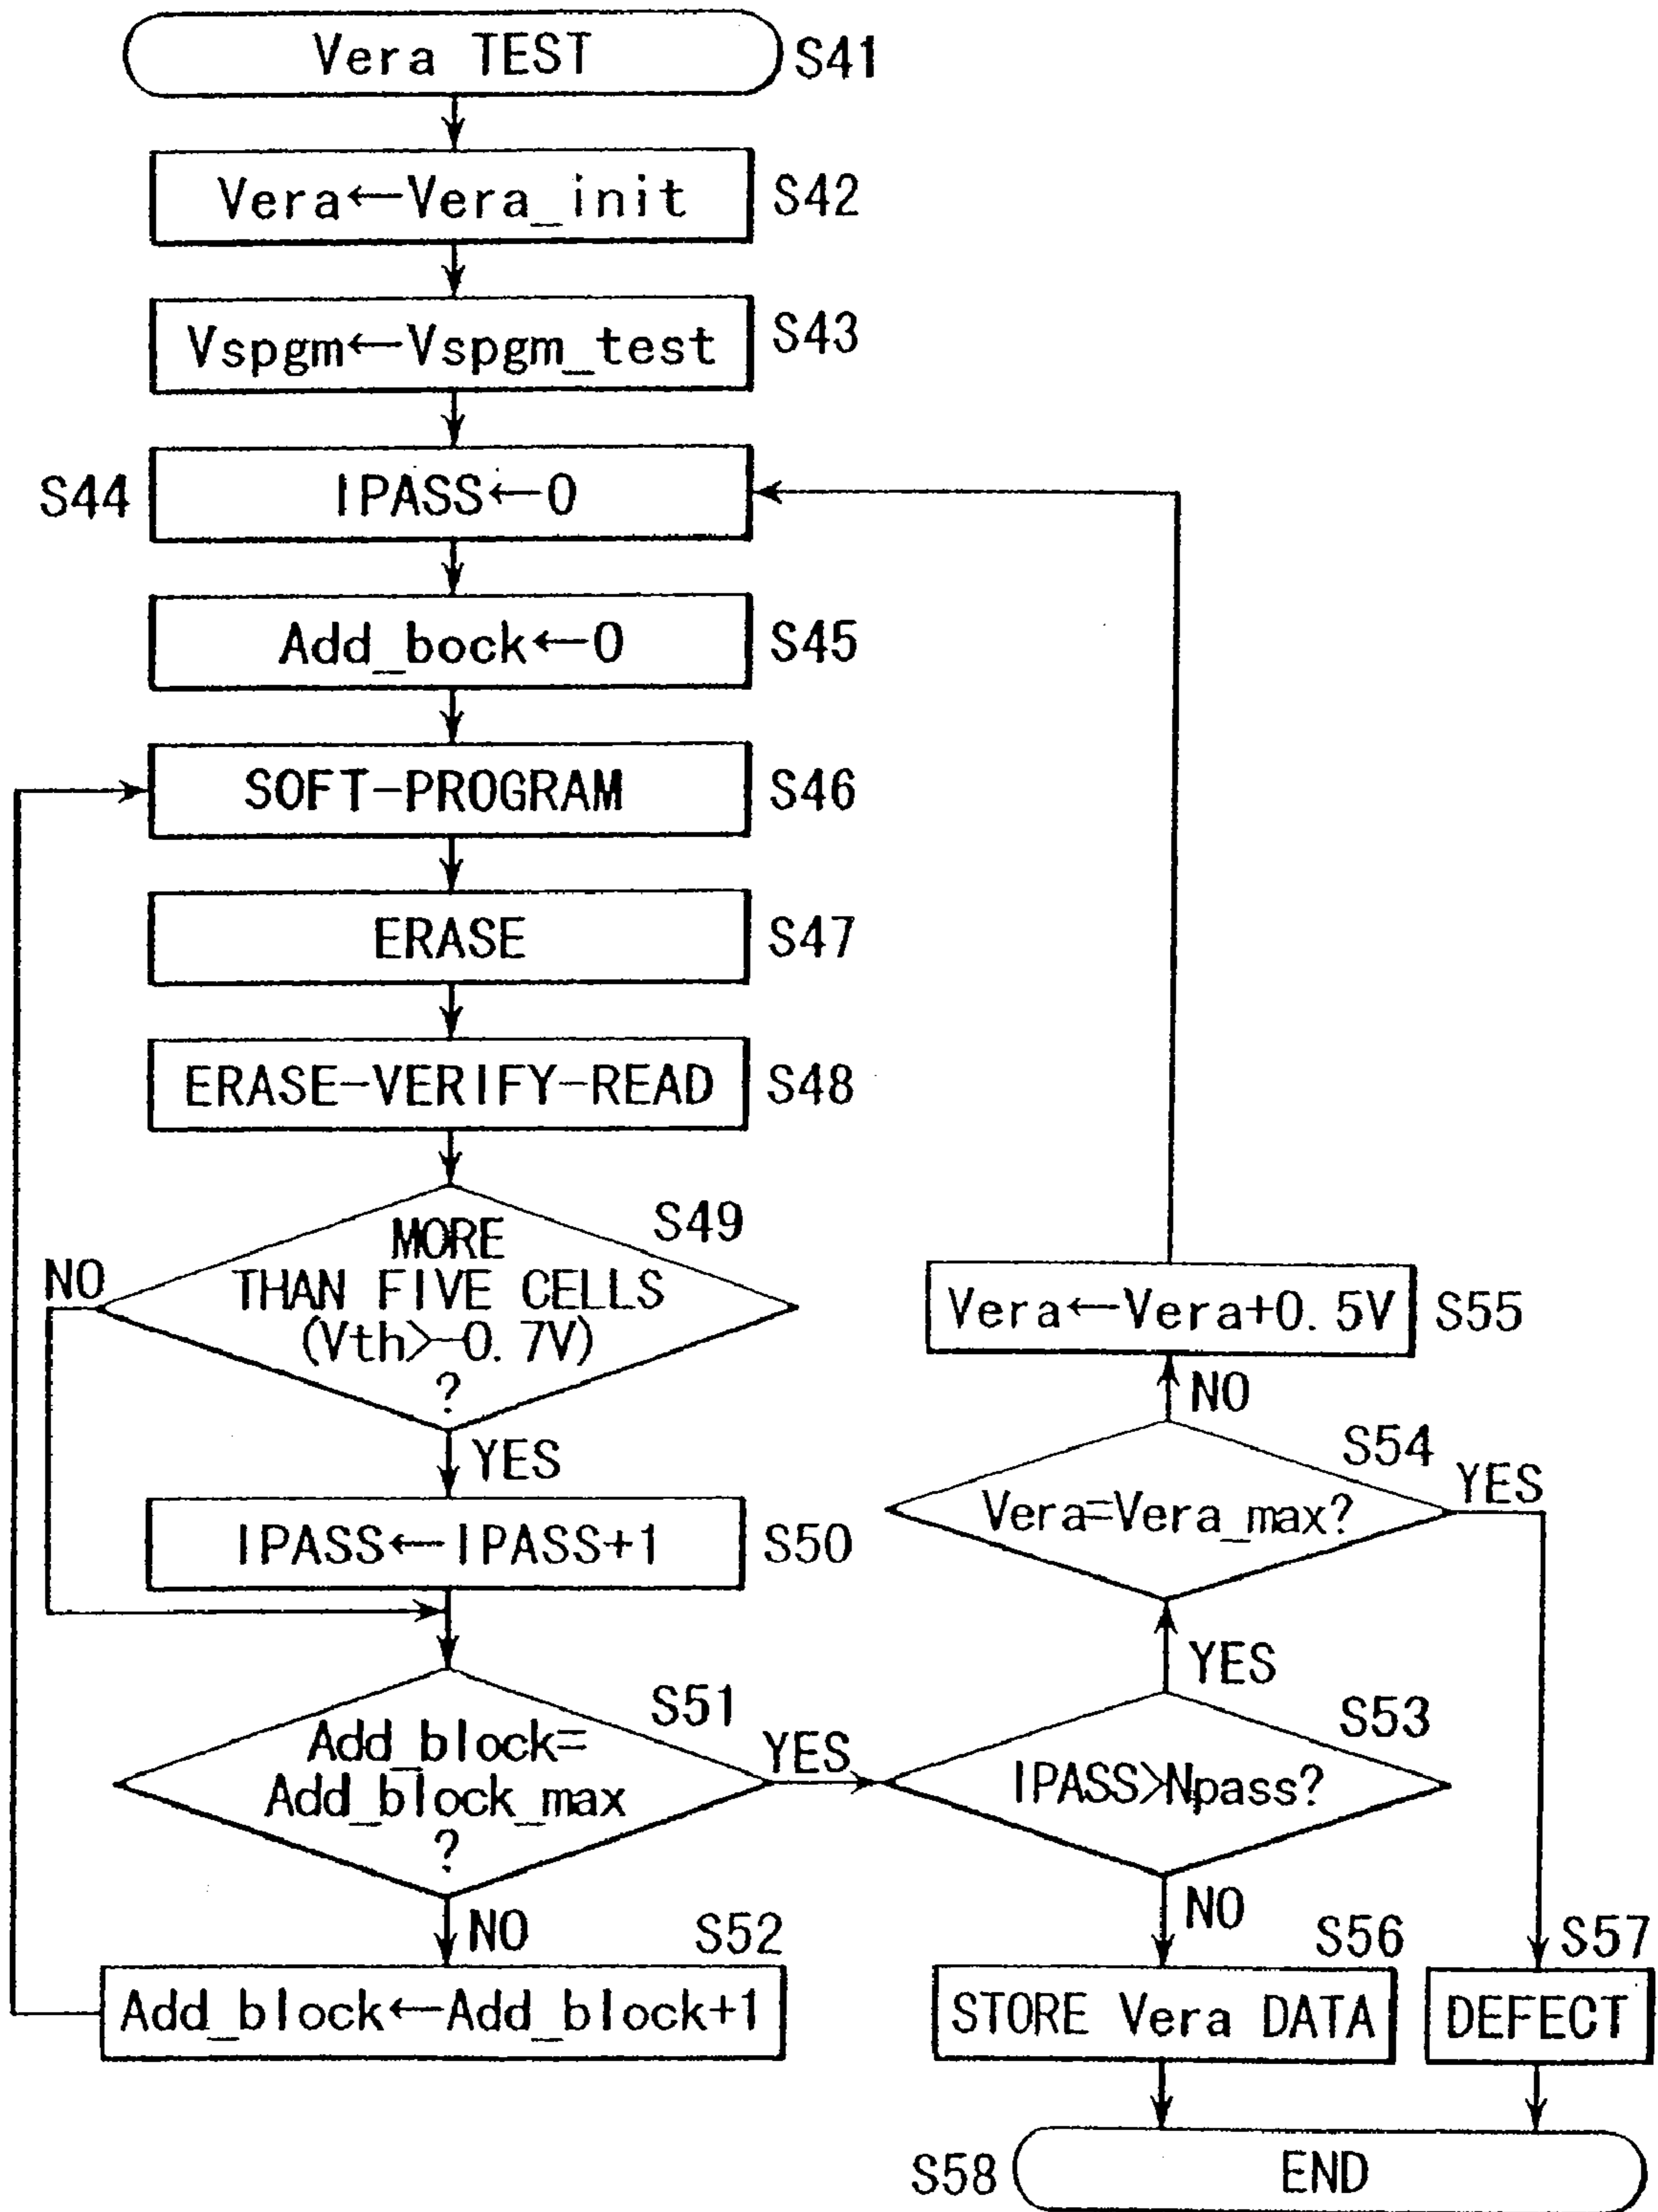 Vera TEST
S41
Vera←Vera_init
S42
Vspgm←Vspgm_test
S43
S44
IPASS←0
Add_bock←0
S45
SOFT-PROGRAM
S46
ERASE
S47
ERASE-VERIFY-READ
S48
S49
MORE
THAN FIVE CELLS
(Vth>-0.7V)
?
NO
YES
IPASS←IPASS+1
S50
S51
Add_block=
Add_block_max
?
YES
NO
S52
Add_block←Add_block+1
S53
IPASS>Npass?
YES
NO
S54
Vera=Vera_max?
YES
NO
Vera←Vera+0.5V
S55
S56
STORE Vera DATA
S57
DEFECT
S58
END